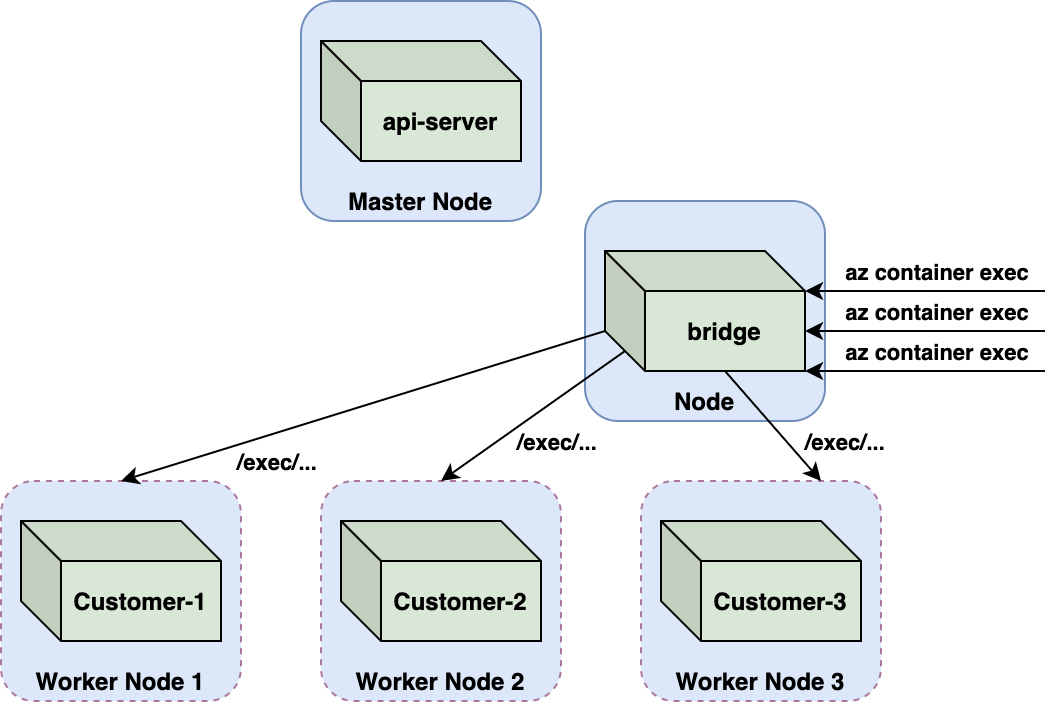 api-server
Master Node
az container exec
az container exec
bridge
az container exec
Node
/exec/...
/exec/...
/exec/...
Customer-1
Customer-2
Customer-3
Worker Node 1
Worker Node 2
Worker Node 3